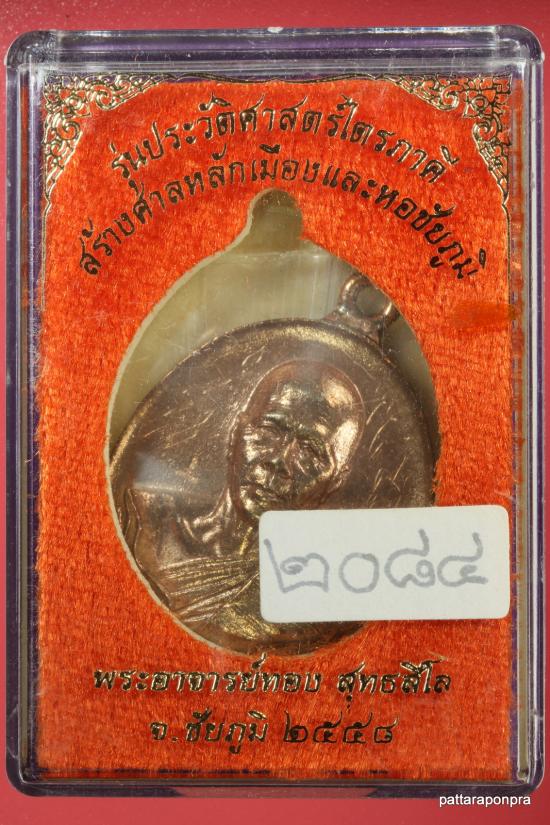 รุ่นประวัติศาสตร์ไตรภาคี
สร้างศาลหลักเมืองและหอชัยภูมิ
๒๐๘๔
พระอาจารย์ทอง สุทธสีโล
จ.ชัยภูมิ ๒๕๕๘
pattaraponpra